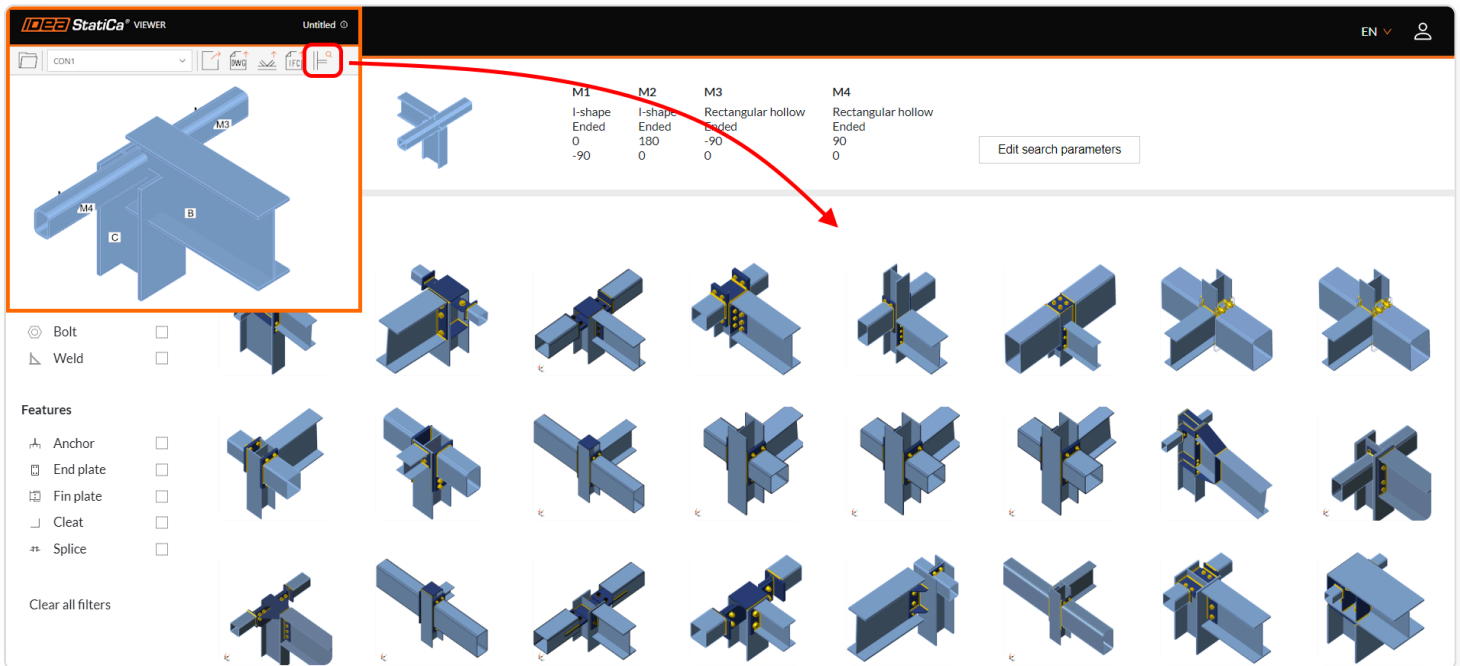 IDEA StatiCa® VIEWER
Untitled
EN
CON1
DWG
IFC
M3
M4
B
C
M1 M2 M3 M4
I-shape I-shape Rectangular hollow Rectangular hollow
Ended Ended Ended Ended
0 180 -90 90
-90 0 0 0
Edit search parameters
Bolt
Weld
Features
Anchor
End plate
Fin plate
Cleat
Splice
Clear all filters